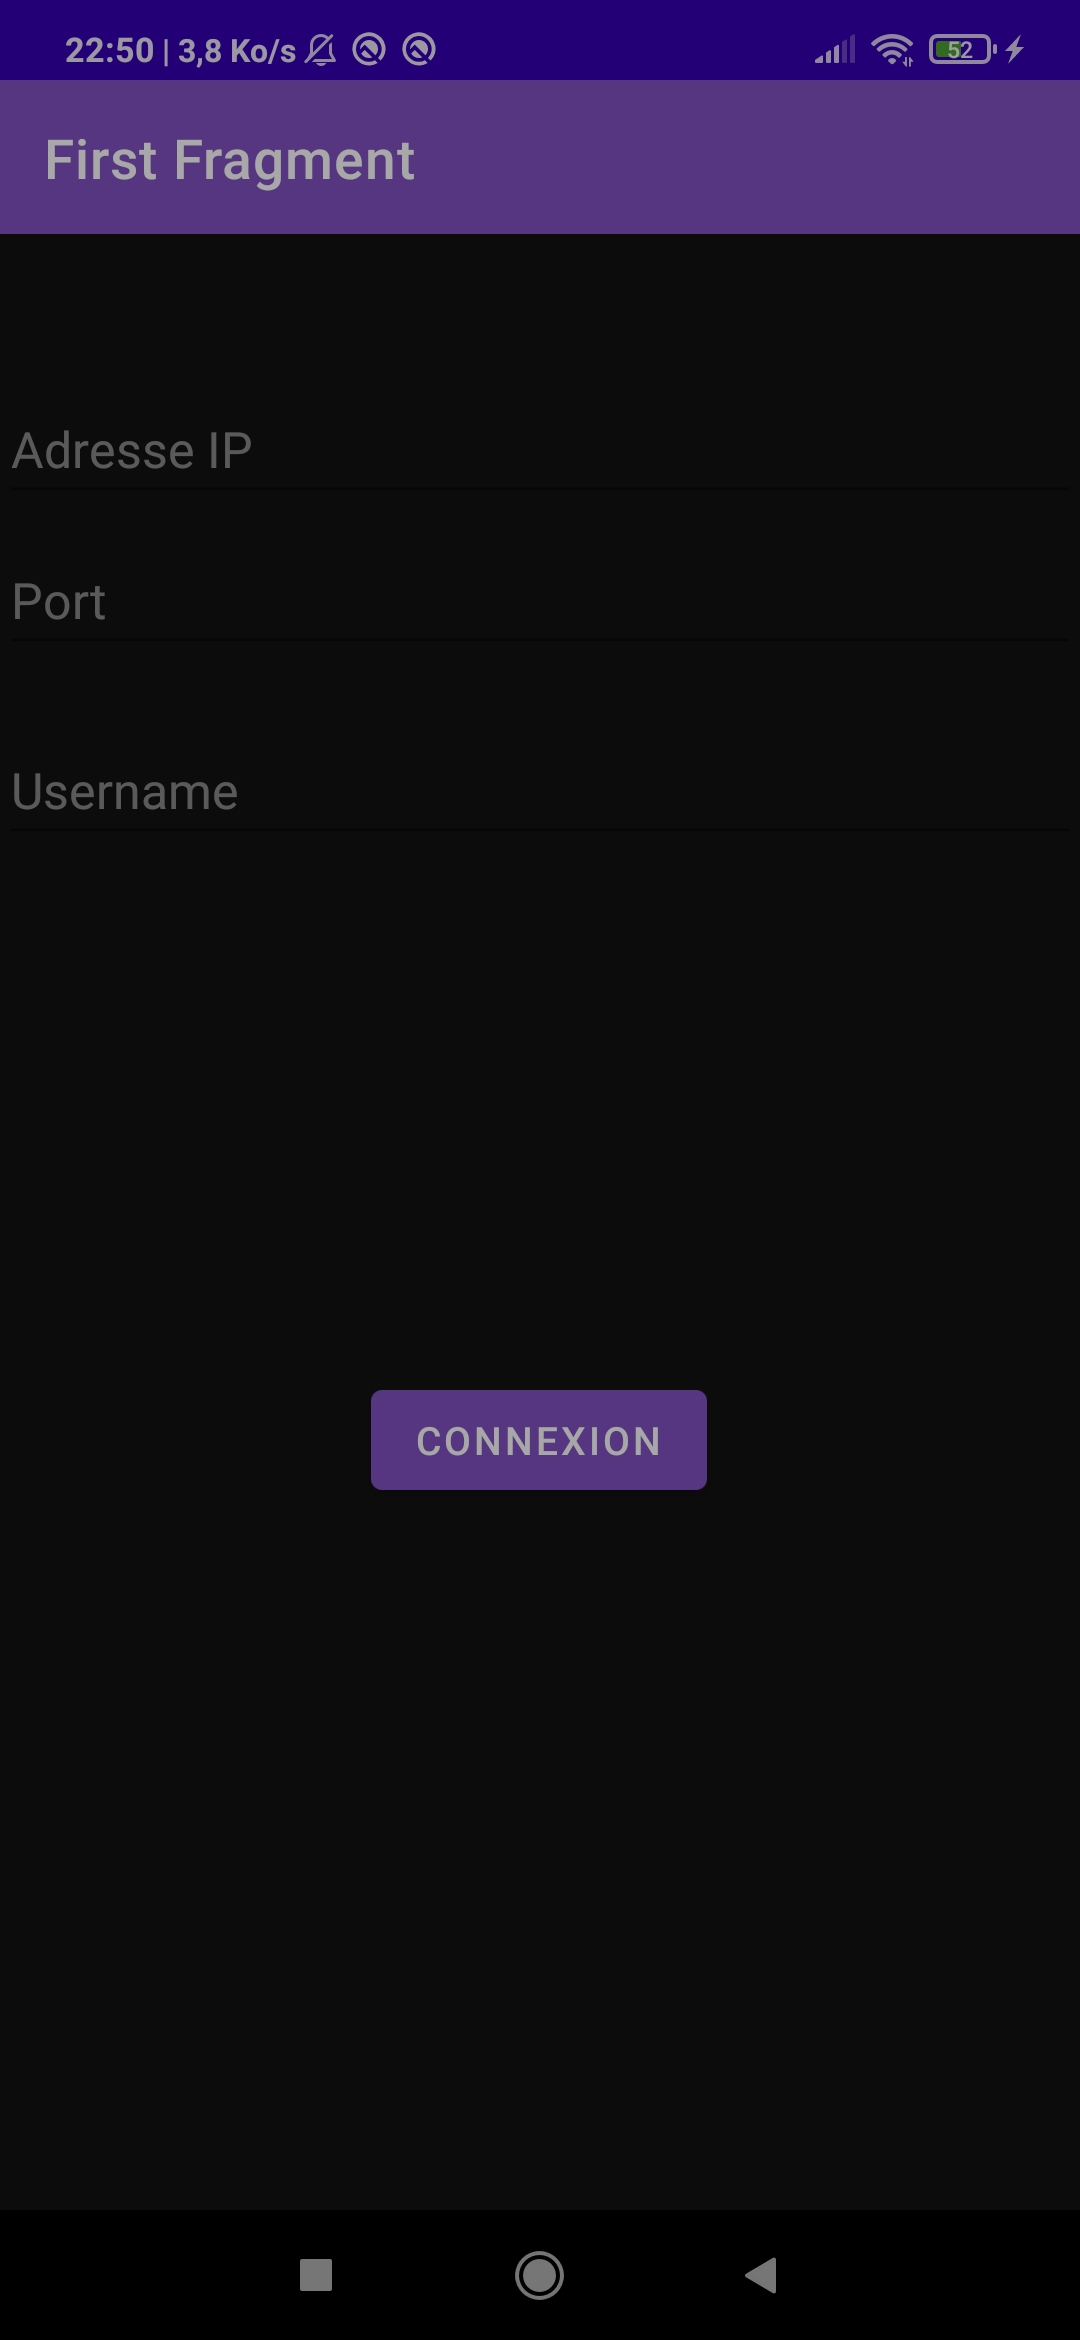 22:50 | 3,8 Ko/s 52
First Fragment
Adresse IP
Port
Username
CONNEXION